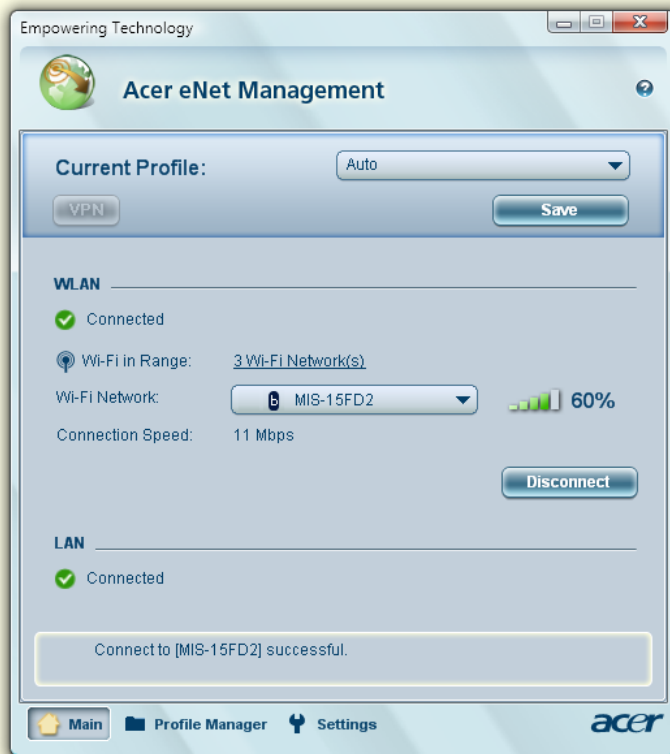 Empowering Technology
Acer eNet Management
Current Profile: Auto
VPN Save
WLAN
Connected
Wi-Fi in Range: 3 Wi-Fi Network(s)
Wi-Fi Network: b MIS-15FD2 60%
Connection Speed: 11 Mbps
Disconnect
LAN
Connected
Connect to [MIS-15FD2] successful.
Main Profile Manager Settings acer